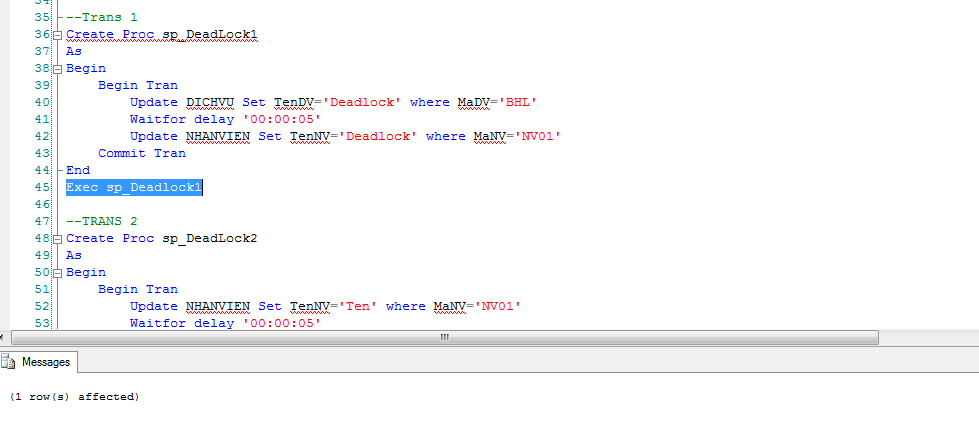 34
35 --Trans 1
36 Create Proc sp_DeadLock1
37 As
38 Begin
39 Begin Tran
40 Update DICHVU Set TenDV='Deadlock' where MaDV='BHL'
41 Waitfor delay '00:00:05'
42 Update NHANVIEN Set TenNV='Deadlock' where MaNV='NV01'
43 Commit Tran
44 End
45 Exec sp_Deadlock1
46
47 --TRANS 2
48 Create Proc sp_DeadLock2
49 As
50 Begin
51 Begin Tran
52 Update NHANVIEN Set TenNV='Ten' where MaNV='NV01'
53 Waitfor delay '00:00:05'
Messages
(1 row(s) affected)